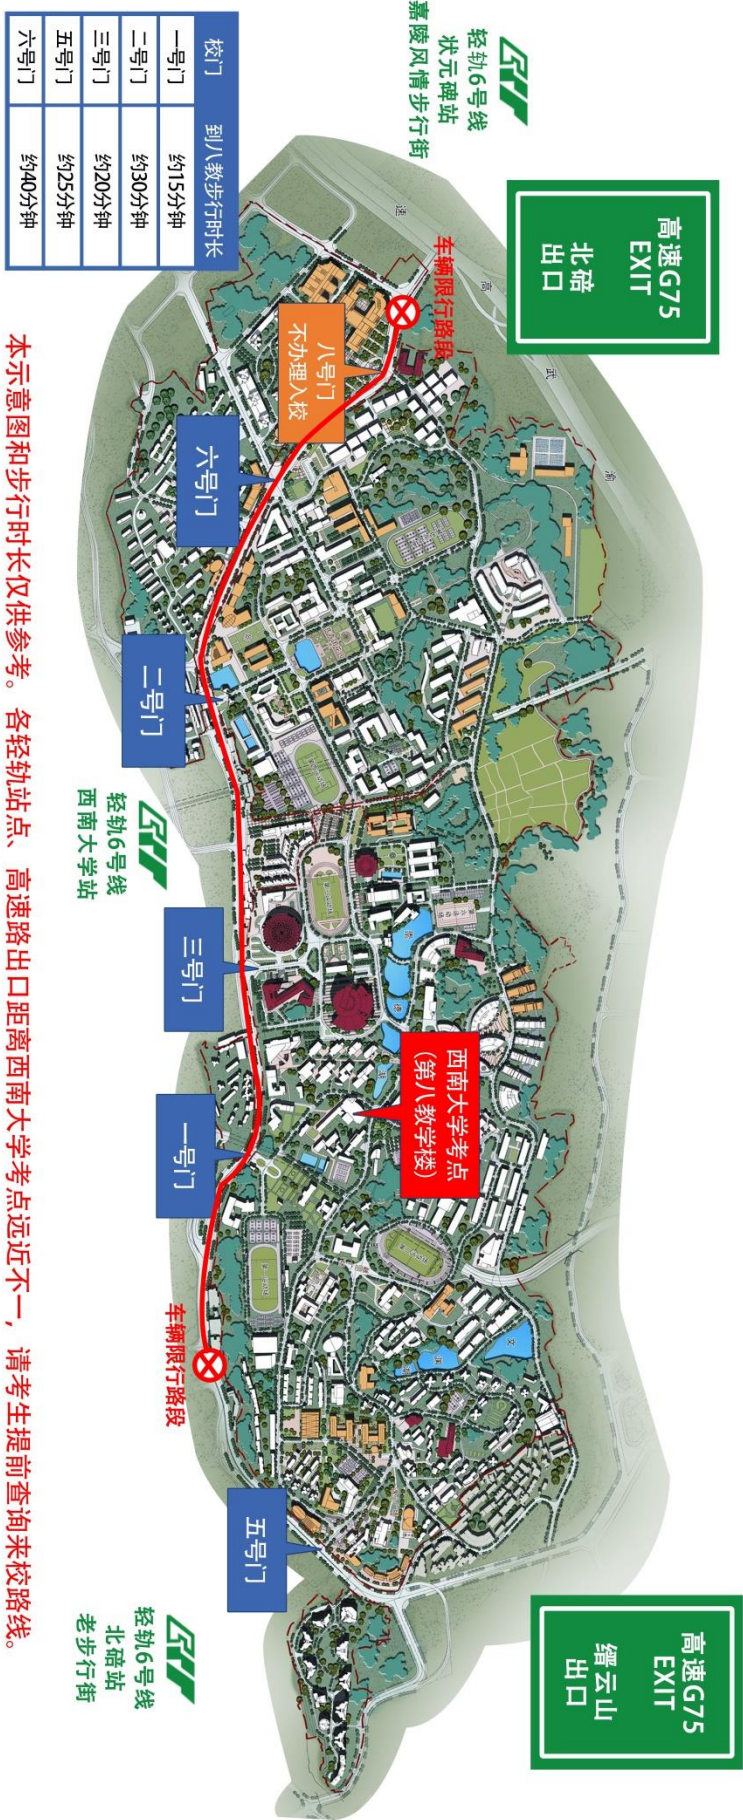 轻轨6号线
状元碑站
嘉陵风情步行街
高速G75
EXIT
北碚
出口
高速G75
EXIT
缙云山
出口
渝
武
高
速
车辆限行路段
八号门
不办理入校
西南大学考点
(第八教学楼)
六号门
二号门
三号门
一号门
五号门
车辆限行路段
轻轨6号线
西南大学站
轻轨6号线
北碚站
老步行街
校门 到八教步行时长
一号门 约15分钟
二号门 约30分钟
三号门 约20分钟
五号门 约25分钟
六号门 约40分钟
本示意图和步行时长仅供参考。各轻轨站点、高速路出口距离西南大学考点远近不一，请考生提前查询来校路线。